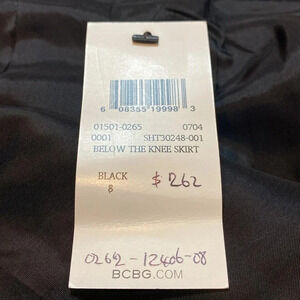 6 08355 19998 3
01501-0265 0704
0001 SHT30248-001
BELOW THE KNEE SKIRT
BLACK $262
8
0262-12406-08
BCBG.COM